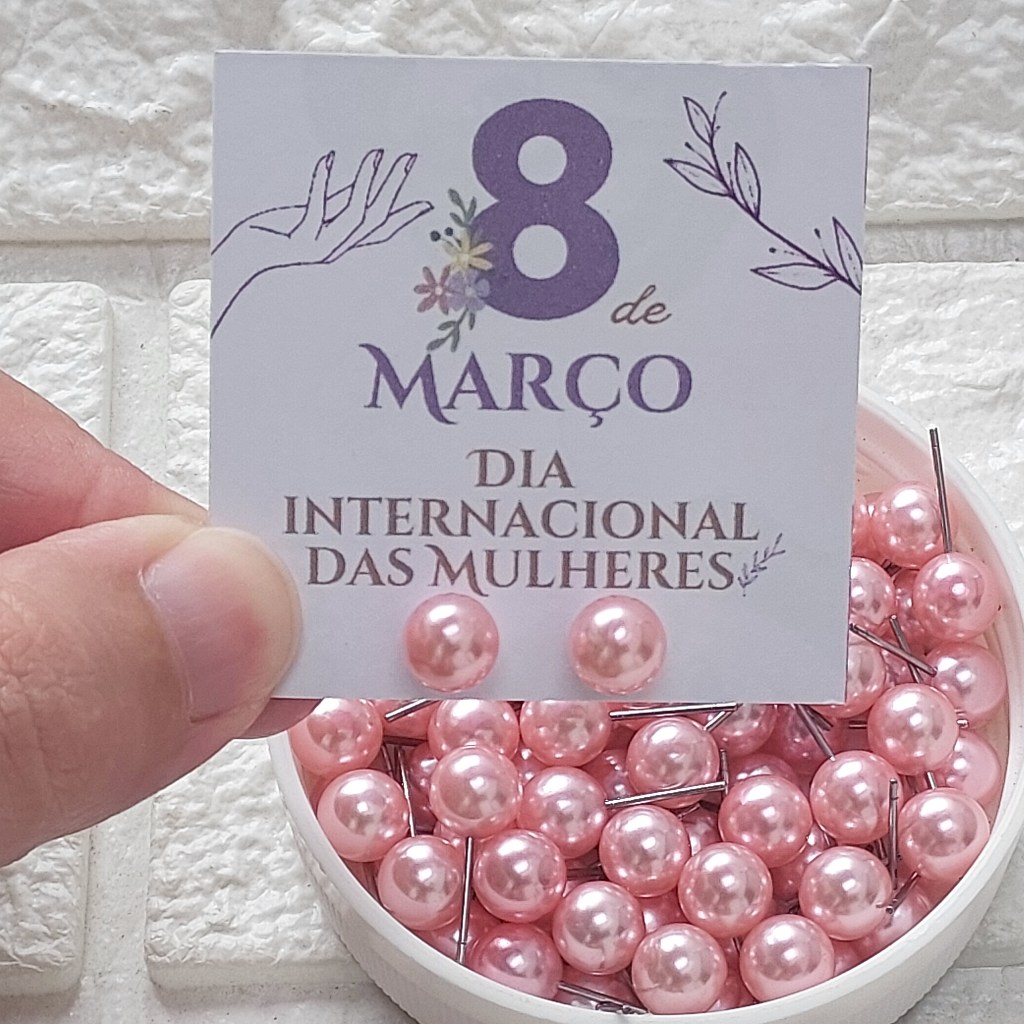 8
de
MARÇO
DIA
INTERNACIONAL
DAS MULHERES